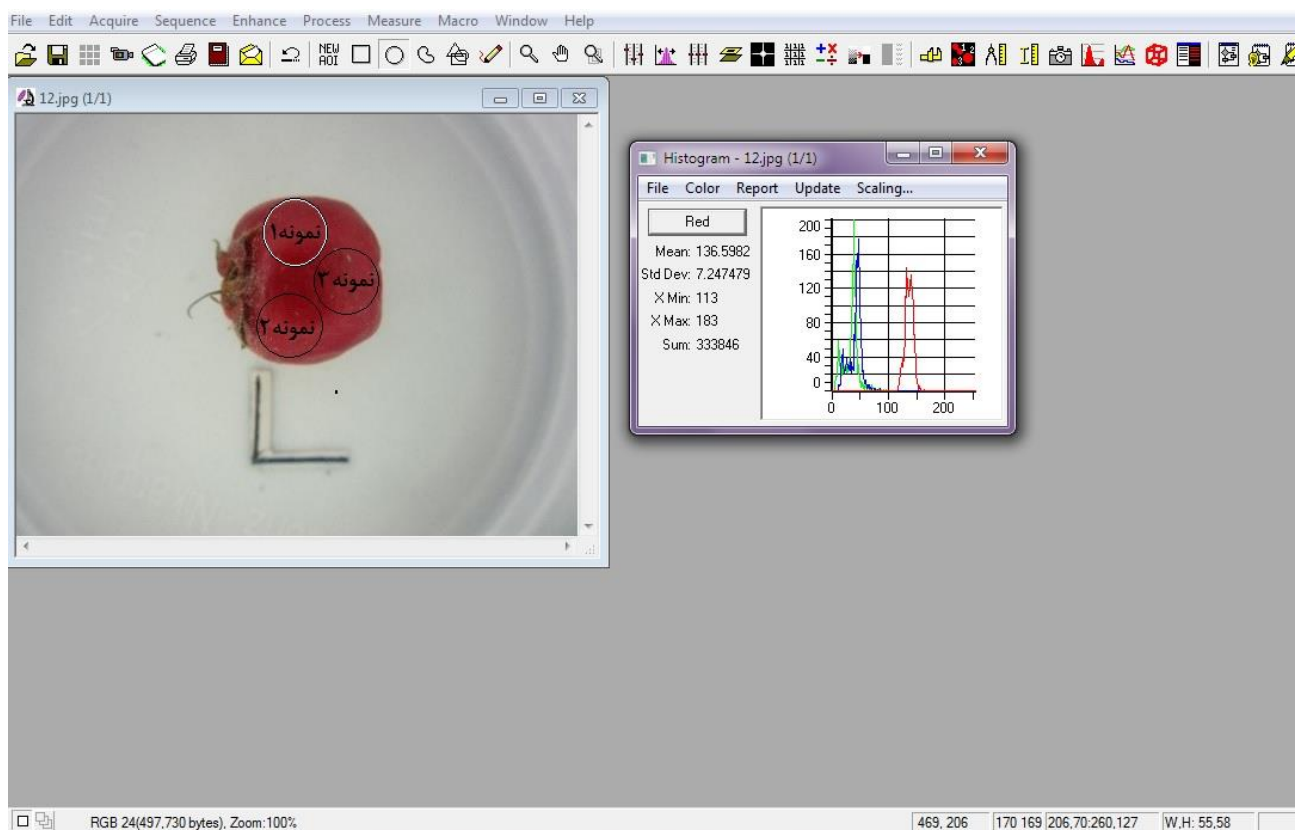 File Edit Acquire Sequence Enhance Process Measure Macro Window Help
NEW AOI
12.jpg (1/1)
نمونه۱
نمونه۳
نمونه۲
Histogram - 12.jpg (1/1)
File Color Report Update Scaling...
Red
Mean: 136.5982
Std Dev: 7.247479
X Min: 113
X Max: 183
Sum: 333846
200
160
120
80
40
0
0 100 200
RGB 24(497,730 bytes), Zoom:100%
469, 206 170 169 206,70:260,127 W,H: 55,58